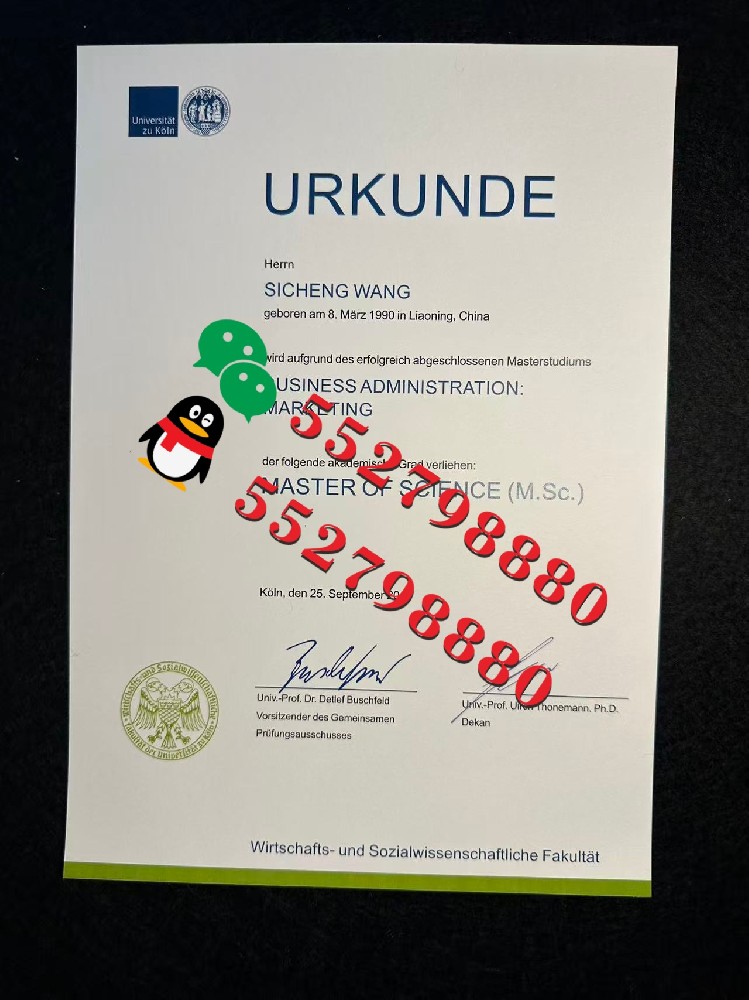 Universität
zu Köln
URKUNDE
Herrn
SICHENG WANG
geboren am 8. März 1990 in Liaoning, China
wird aufgrund des erfolgreich abgeschlossenen Masterstudiums
BUSINESS ADMINISTRATION:
MARKETING
der folgende akademische Grad verliehen:
MASTER OF SCIENCE (M.Sc.)
552798880
552798880
Köln, den 25. September
Univ.-Prof. Dr. Detlef Buschfeld
Vorsitzender des Gemeinsamen
Prüfungsausschusses
Univ.-Prof. Thonemann, Ph.D.
Dekan
Wirtschafts- und Sozialwissenschaftliche Fakultät